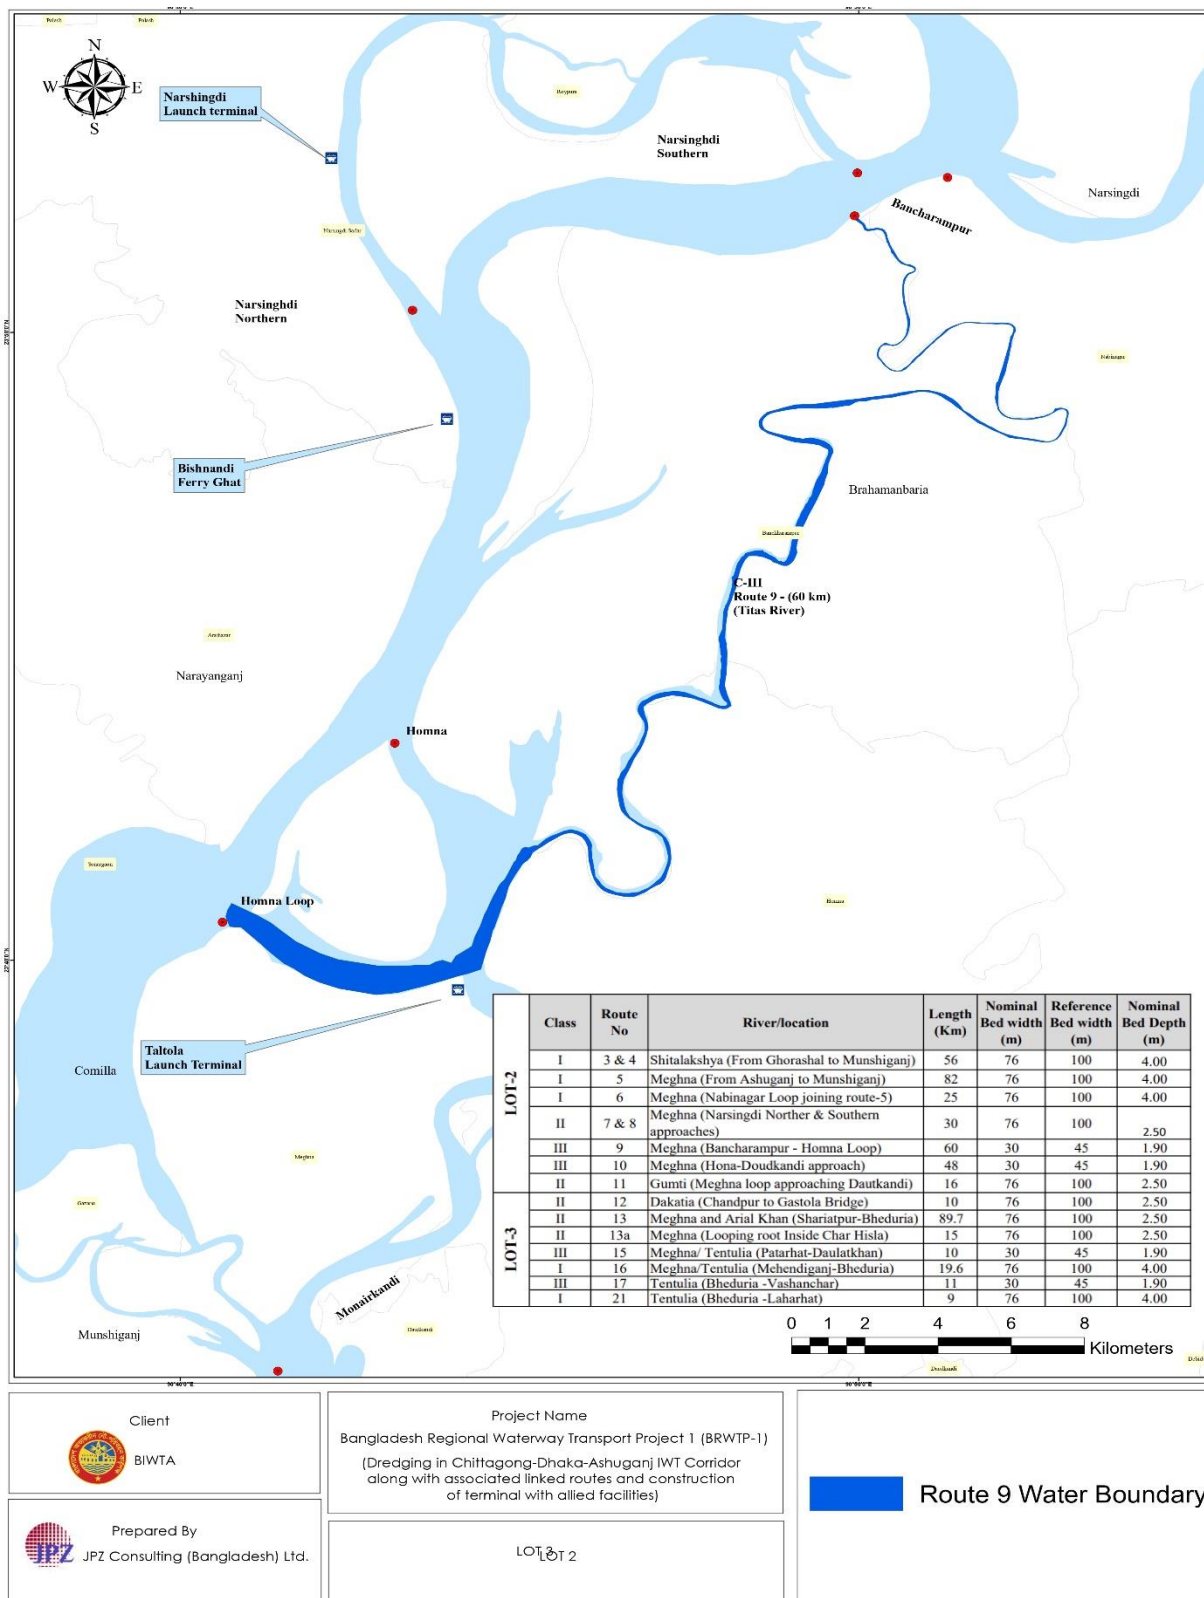 N
W E
S
Narshingdi
Launch terminal
Narsinghdi
Southern
Narsingdi
Bancharampur
Narsinghdi
Northern
Bishnandi
Ferry Ghat
Brahamanbaria
C-III
Route 9 - (60 km)
(Titas River)
Narayanganj
Homna
Homna Loop
Taltola
Launch Terminal
Comilla
Monairkandi
Munshiganj
LOT-2
LOT-3
Class Route No River/location Length (Km) Nominal Bed width (m) Reference Bed width (m) Nominal Bed Depth (m)
I 3 & 4 Shitalakshya (From Ghorashal to Munshiganj) 56 76 100 4.00
I 5 Meghna (From Ashuganj to Munshiganj) 82 76 100 4.00
I 6 Meghna (Nabinagar Loop joining route-5) 25 76 100 4.00
II 7 & 8 Meghna (Narsingdi Norther & Southern approaches) 30 76 100 2.50
III 9 Meghna (Bancharampur - Homna Loop) 60 30 45 1.90
III 10 Meghna (Hona-Doudkandi approach) 48 30 45 1.90
II 11 Gumti (Meghna loop approaching Dautkandi) 16 76 100 2.50
II 12 Dakatia (Chandpur to Gastola Bridge) 10 76 100 2.50
II 13 Meghna and Arial Khan (Shariatpur-Bheduria) 89.7 76 100 2.50
II 13a Meghna (Looping root Inside Char Hisla) 15 76 100 2.50
III 15 Meghna/ Tentulia (Patarhat-Daulatkhan) 10 30 45 1.90
I 16 Meghna/Tentulia (Mehendiganj-Bheduria) 19.6 76 100 4.00
III 17 Tentulia (Bheduria -Vashanchar) 11 30 45 1.90
I 21 Tentulia (Bheduria -Laharhat) 9 76 100 4.00
0 1 2 4 6 8
Kilometers
Client
BIWTA
Prepared By
JPZ
JPZ Consulting (Bangladesh) Ltd.
Project Name
Bangladesh Regional Waterway Transport Project 1 (BRWTP-1)
(Dredging in Chittagong-Dhaka-Ashuganj IWT Corridor
along with associated linked routes and construction
of terminal with allied facilities)
LOT 3
LOT 2
Route 9 Water Boundary